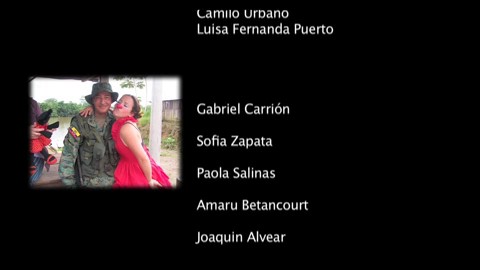 Camilo Urbano
Luisa Fernanda Puerto
Gabriel Carrión
Sofia Zapata
Paola Salinas
Amaru Betancourt
Joaquin Alvear